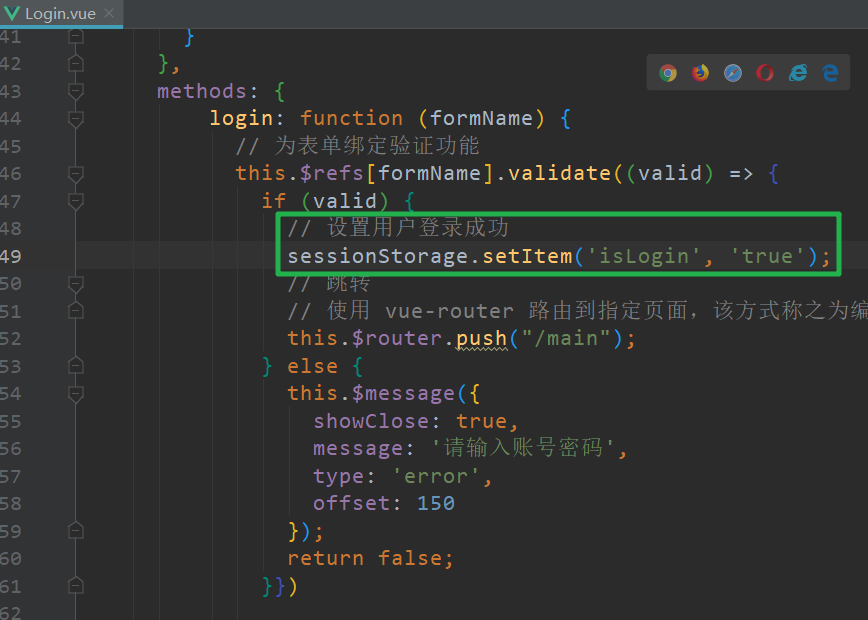 Login.vue
41 }
42 },
43 methods: {
44 login: function (formName) {
45 // 为表单绑定验证功能
46 this.$refs[formName].validate((valid) => {
47 if (valid) {
48 // 设置用户登录成功
49 sessionStorage.setItem('isLogin', 'true');
50 // 跳转
51 // 使用 vue-router 路由到指定页面，该方式称之为编
52 this.$router.push("/main");
53 } else {
54 this.$message({
55 showClose: true,
56 message: '请输入账号密码',
57 type: 'error',
58 offset: 150
59 });
60 return false;
61 }})
62